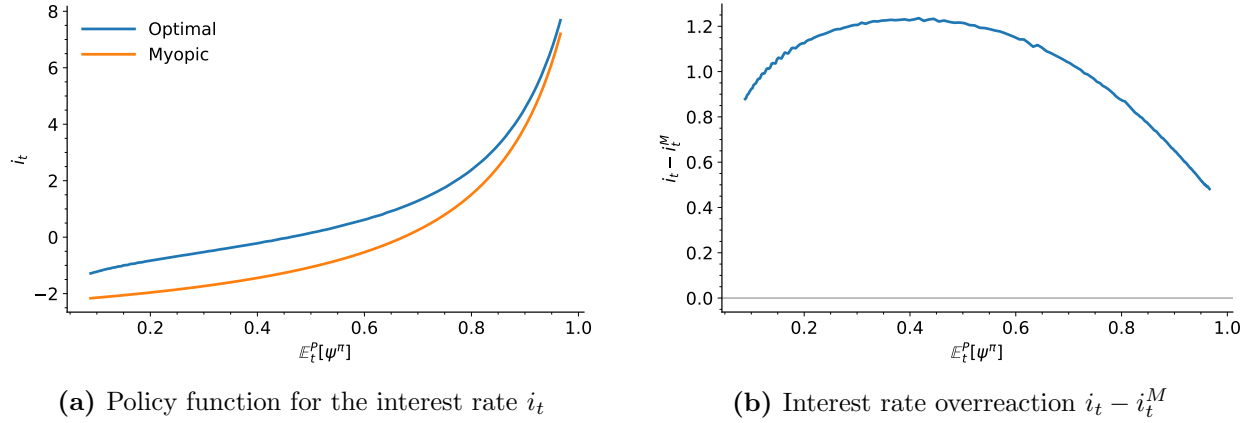 8
6
4
2
0
−2
Optimal
Myopic
i_t
0.2 0.4 0.6 0.8 1.0
𝔼_t^P[ψ^π]
(a) Policy function for the interest rate i_t
1.2
1.0
0.8
0.6
0.4
0.2
0.0
i_t − i_t^M
0.2 0.4 0.6 0.8 1.0
𝔼_t^P[ψ^π]
(b) Interest rate overreaction i_t − i_t^M